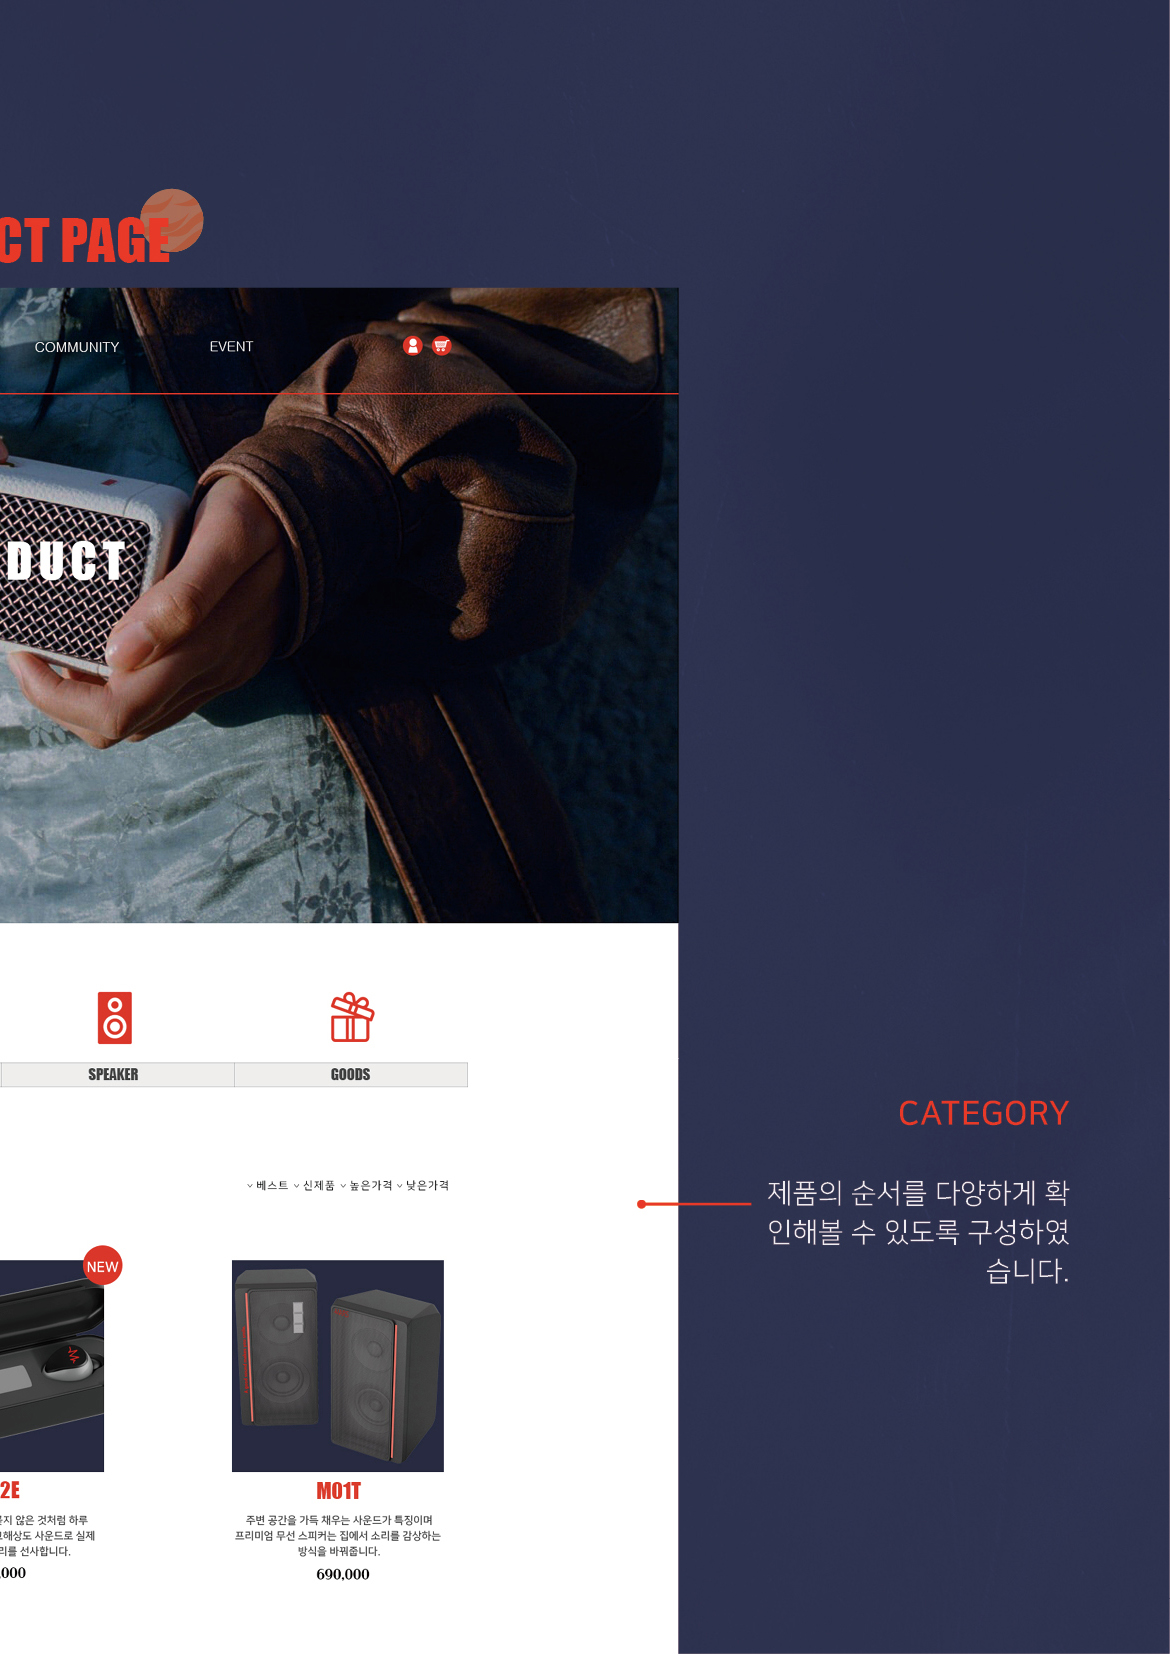 CT PAGE
COMMUNITY
EVENT
DUCT
SPEAKER
GOODS
베스트 신제품 높은가격 낮은가격
CATEGORY
제품의 순서를 다양하게 확
인해볼 수 있도록 구성하였
습니다.
NEW
2E
지 않은 것처럼 하루
해상도 사운드로 실제
리를 선사합니다.
,000
M01T
주변 공간을 가득 채우는 사운드가 특징이며
프리미엄 무선 스피커는 집에서 소리를 감상하는
방식을 바꿔줍니다.
690,000